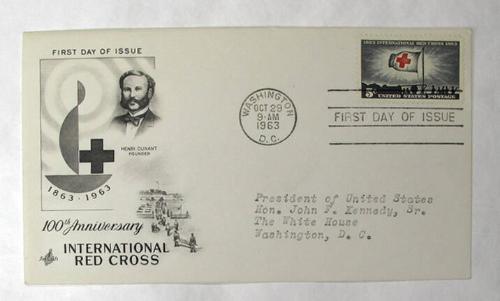 FIRST DAY OF ISSUE
HENRI DUNANT
FOUNDER
1863-1963
100th Anniversary
INTERNATIONAL
RED CROSS
ArtCraft
WASHINGTON
OCT 29
9-AM
1963
D.C.
1863 INTERNATIONAL RED CROSS 1963
5¢ UNITED STATES POSTAGE
FIRST DAY OF ISSUE
President of United States
Hon. John F. Kennedy, Sr.
The White House
Washington, D. C.